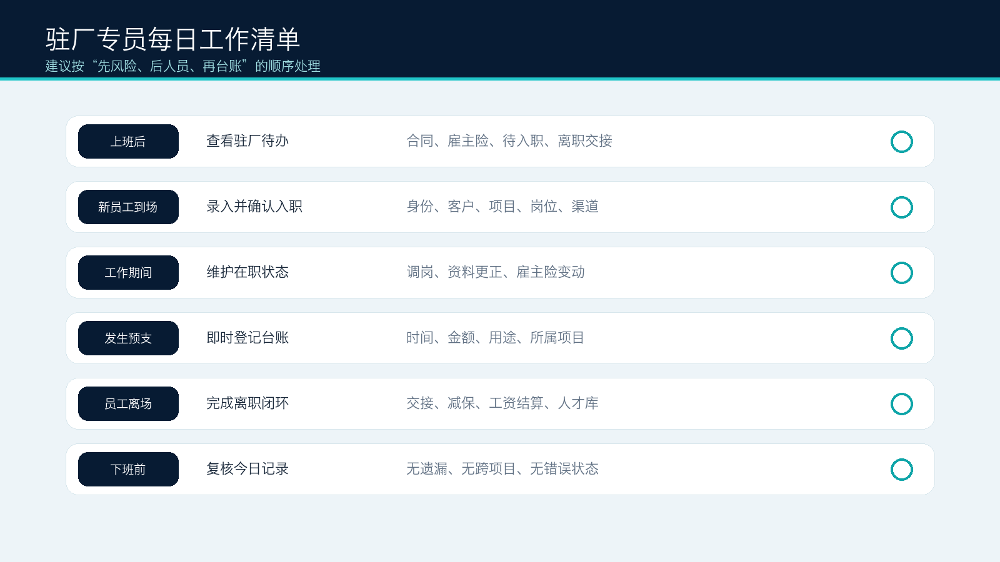 驻厂专员每日工作清单
建议按“先风险、后人员、再台账”的顺序处理
上班后 查看驻厂待办 合同、雇主险、待入职、离职交接
新员工到场 录入并确认入职 身份、客户、项目、岗位、渠道
工作期间 维护在职状态 调岗、资料更正、雇主险变动
发生预支 即时登记台账 时间、金额、用途、所属项目
员工离场 完成离职闭环 交接、减保、工资结算、人才库
下班前 复核今日记录 无遗漏、无跨项目、无错误状态